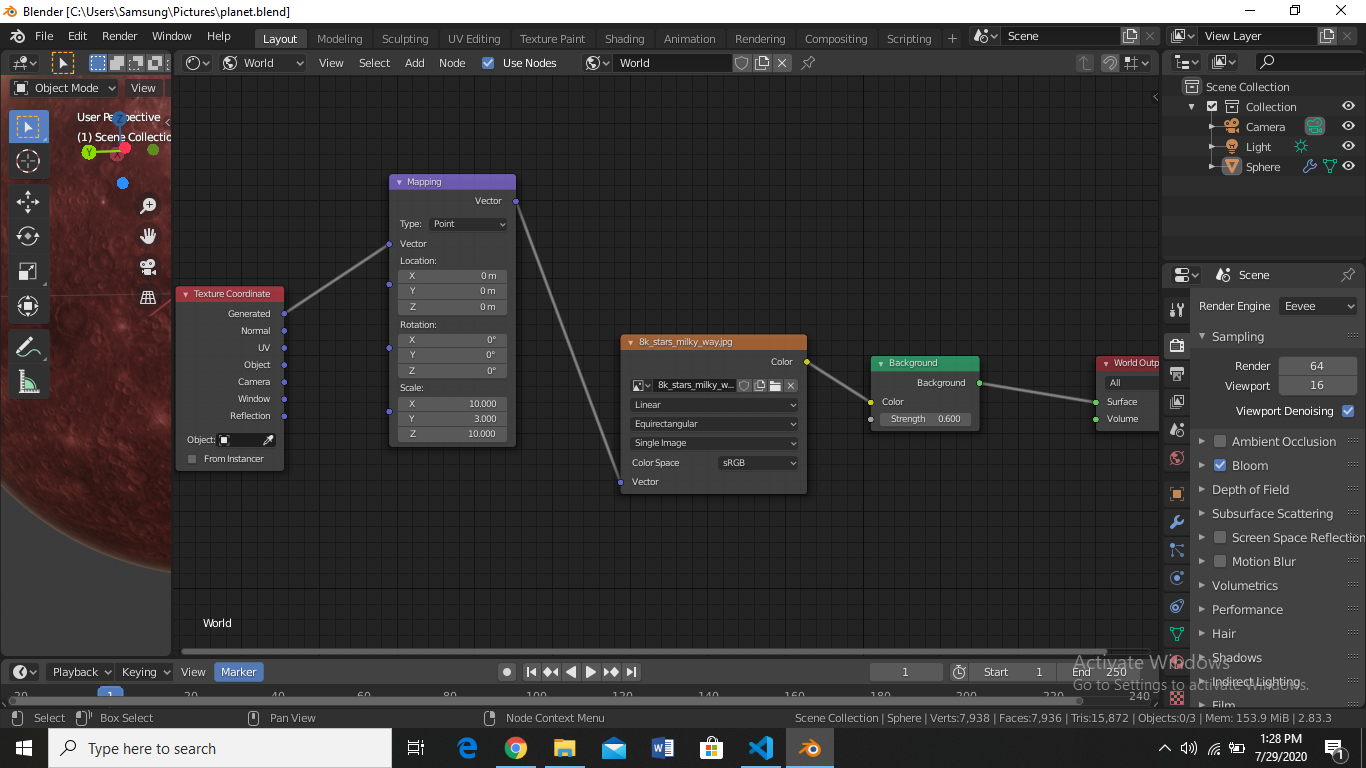 Blender [C:\Users\Samsung\Pictures\planet.blend]
File Edit Render Window Help Layout Modeling Sculpting UV Editing Texture Paint Shading Animation Rendering Compositing Scripting + Scene View Layer
World View Select Add Node Use Nodes World
Object Mode View
User Perspective
(1) Scene Collectio
Z
Y
X
Scene Collection
Collection
Camera
Light
Sphere
Texture Coordinate
Generated
Normal
UV
Object
Camera
Window
Reflection
Object:
From Instancer
Mapping
Vector
Type: Point
Vector
Location:
X 0 m
Y 0 m
Z 0 m
Rotation:
X 0°
Y 0°
Z 0°
Scale:
X 10.000
Y 3.000
Z 10.000
8k_stars_milky_way.jpg
Color
8k_stars_milky_w...
Linear
Equirectangular
Single Image
Color Space sRGB
Vector
Background
Background
Color
Strength 0.600
World Outp
All
Surface
Volume
World
Scene
Render Engine Eevee
Sampling
Render 64
Viewport 16
Viewport Denoising
Ambient Occlusion
Bloom
Depth of Field
Subsurface Scattering
Screen Space Reflection
Motion Blur
Volumetrics
Performance
Hair
Shadows
Indirect Lighting
Film
Activate Windows
Go to Settings to activate Windows.
Playback Keying View Marker 1 Start 1 End 250
-20 1 20 40 60 80 100 120 140 160 180 200 220 240
Select Box Select Pan View Node Context Menu Scene Collection | Sphere | Verts:7,938 | Faces:7,936 | Tris:15,872 | Objects:0/3 | Mem: 153.9 MiB | 2.83.3
Type here to search
1:28 PM
7/29/2020
1